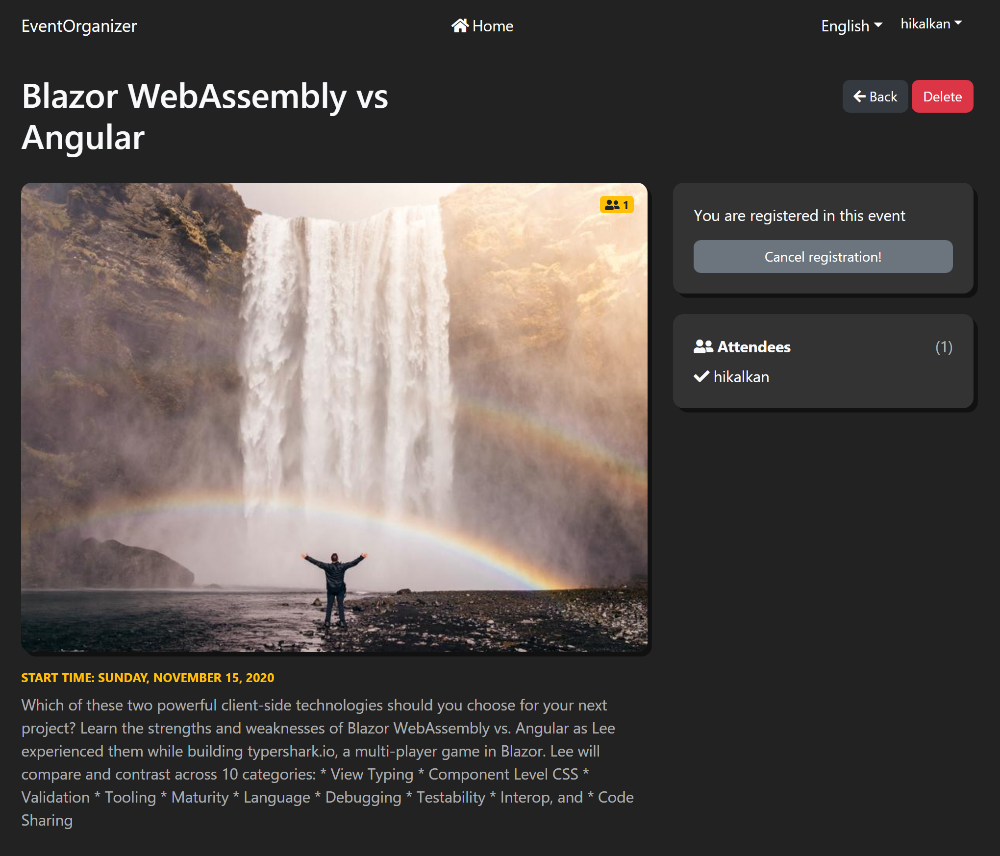 EventOrganizer
Home
English
hikalkan
Blazor WebAssembly vs
Angular
Back
Delete
1
You are registered in this event
Cancel registration!
Attendees
(1)
hikalkan
START TIME: SUNDAY, NOVEMBER 15, 2020
Which of these two powerful client-side technologies should you choose for your next
project? Learn the strengths and weaknesses of Blazor WebAssembly vs. Angular as Lee
experienced them while building typershark.io, a multi-player game in Blazor. Lee will
compare and contrast across 10 categories: * View Typing * Component Level CSS *
Validation * Tooling * Maturity * Language * Debugging * Testability * Interop, and * Code
Sharing